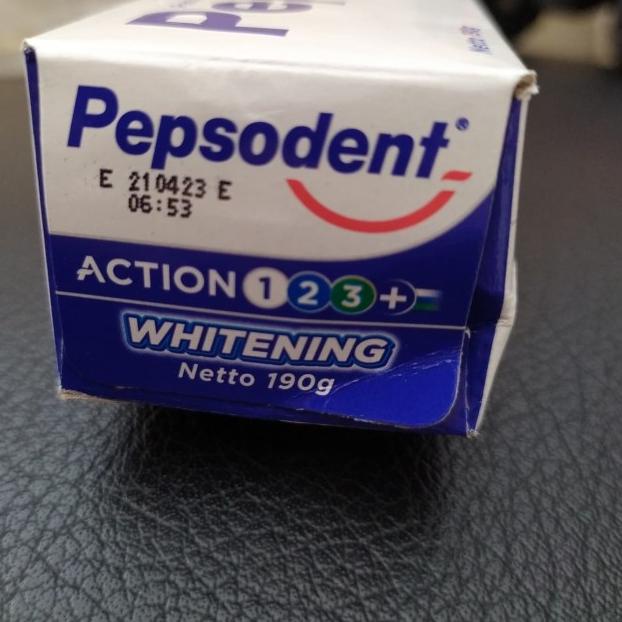 Pepsodent®
E 210423 E
06:53
ACTION 1 2 3 +
WHITENING
Netto 190g